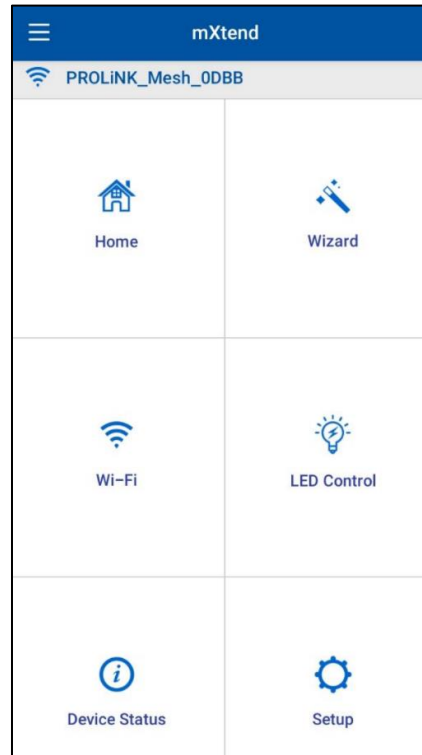 mXtend
PROLiNK_Mesh_0DBB
Home
Wizard
Wi-Fi
LED Control
Device Status
Setup